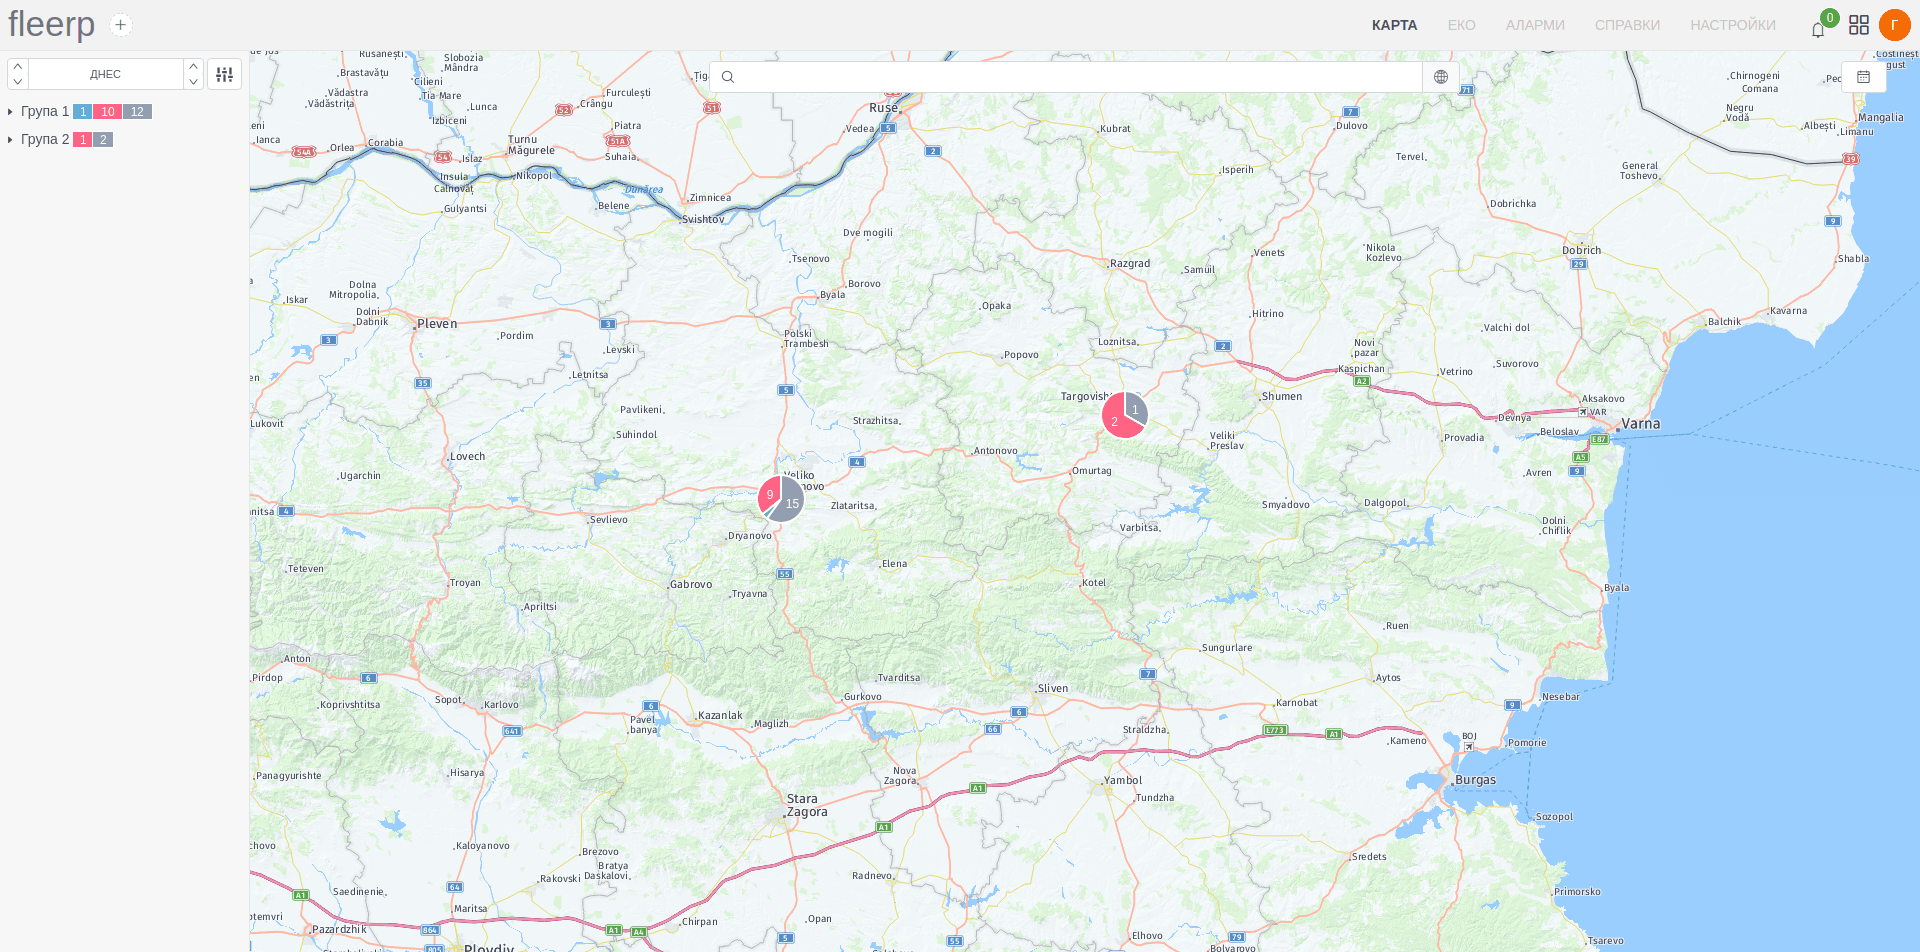 fleerp
+
КАРТА
ЕКО
АЛАРМИ
СПРАВКИ
НАСТРОЙКИ
0
Г
ДНЕС
Група 1 1 10 12
Група 2 1 2
Rusănești
Slobozia
Mândra
Brastavățu
Cilieni
Tia Mare
Vădastra
Vădăstrița
Lunca
Izbiceni
Furculești
Crângu
Piatra
Suhaia
Turnu
Măgurele
Ianca
Orlea
Corabia
Islaz
Insula
Calnovăț
Nikopol
Gulyantsi
Belene
Dunărea
Zimnicea
Svishtov
Vedea
Ruse
Kubrat
Dulovo
Tervel
Isperih
Chirnogeni
Comana
Negru
Vodă
Albești
Mangalia
Limanu
General
Toshevo
Dobrichka
Dobrich
Shabla
Kavarna
Balchik
Dve mogili
Tsenovo
Borovo
Byala
Razgrad
Samuil
Venets
Nikola
Kozlevo
Opaka
Hitrino
Valchi dol
Suvorovo
Vetrino
Novi
pazar
Kaspichan
Loznitsa
Popovo
Shumen
Aksakovo
VAR
Varna
Devnya
Beloslav
Provadia
Avren
Iskar
Dolna
Mitropolia
Dolni
Dabnik
Pleven
Pordim
Levski
Letnitsa
Polski
Trambesh
Pavlikeni
Suhindol
Strazhitsa
Lukovit
Lovech
Ugarchin
Antonovo
Omurtag
Veliki
Preslav
2
1
9
15
Veliko
Zlataritsa
Smyadovo
Dalgopol
Dolni
Chiflik
Varbitsa
Sevlievo
Dryanovo
Elena
Kotel
Teteven
Troyan
Gabrovo
Tryavna
Apriltsi
Byala
Ruen
Sungurlare
Anton
Pirdop
Koprivshtitsa
Sopot
Karlovo
Pavel
banya
Kazanlak
Maglizh
Gurkovo
Tvarditsa
Sliven
Aytos
Karnobat
Nesebar
Straldzha
Kameno
BOJ
Pomorie
Burgas
Panagyurishte
Hisarya
Nova
Zagora
Yambol
Tundzha
Stara
Zagora
Sozopol
Kaloyanovo
Brezovo
Bratya
Daskalovi
Rakovski
Saedinenie
Maritsa
Radnevo
Sredets
Primorsko
Pazardzhik
Chirpan
Opan
Elhovo
Bolyarovo
Tsarevo
Plovdiv